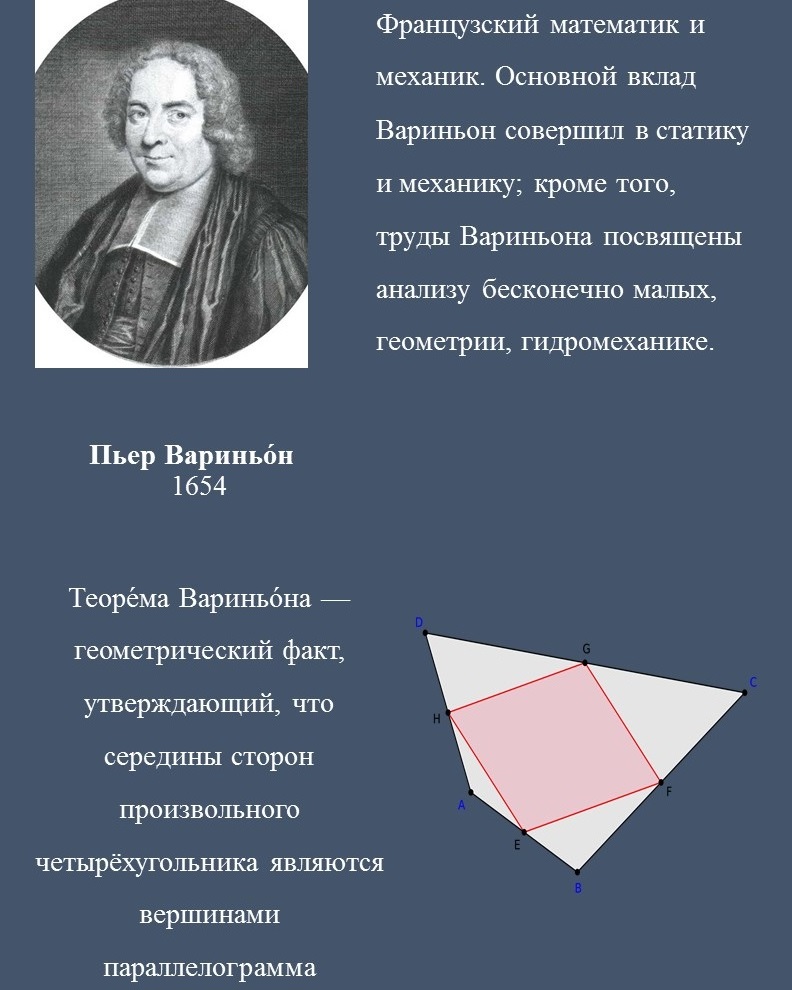 Французский математик и
механик. Основной вклад
Вариньон совершил в статику
и механику; кроме того,
труды Вариньона посвящены
анализу бесконечно малых,
геометрии, гидромеханике.
Пьер Вариньо́н
1654
Теоре́ма Вариньо́на —
геометрический факт,
утверждающий, что
середины сторон
произвольного
четырёхугольника являются
вершинами
параллелограмма
D
G
C
H
A
F
E
B